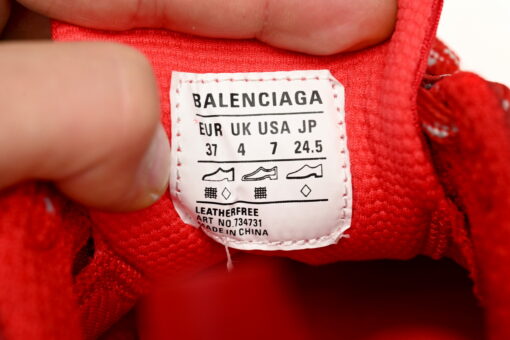 BALENCIAGA
EUR UK USA JP
37 4 7 24.5
LEATHERFREE
ART NO.734731
MADE IN CHINA